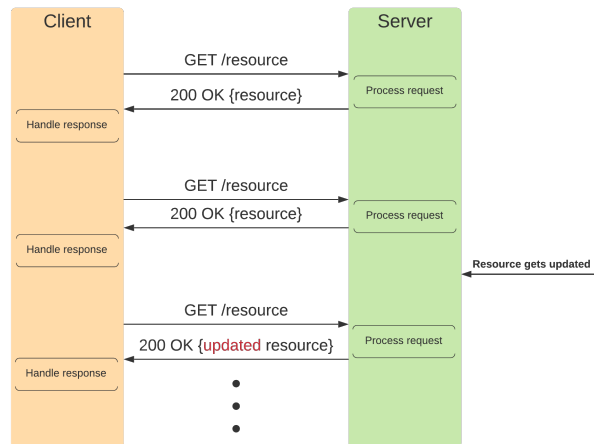 Client
Server
GET /resource
Process request
200 OK {resource}
Handle response
GET /resource
Process request
200 OK {resource}
Handle response
Resource gets updated
GET /resource
Process request
200 OK {updated resource}
Handle response